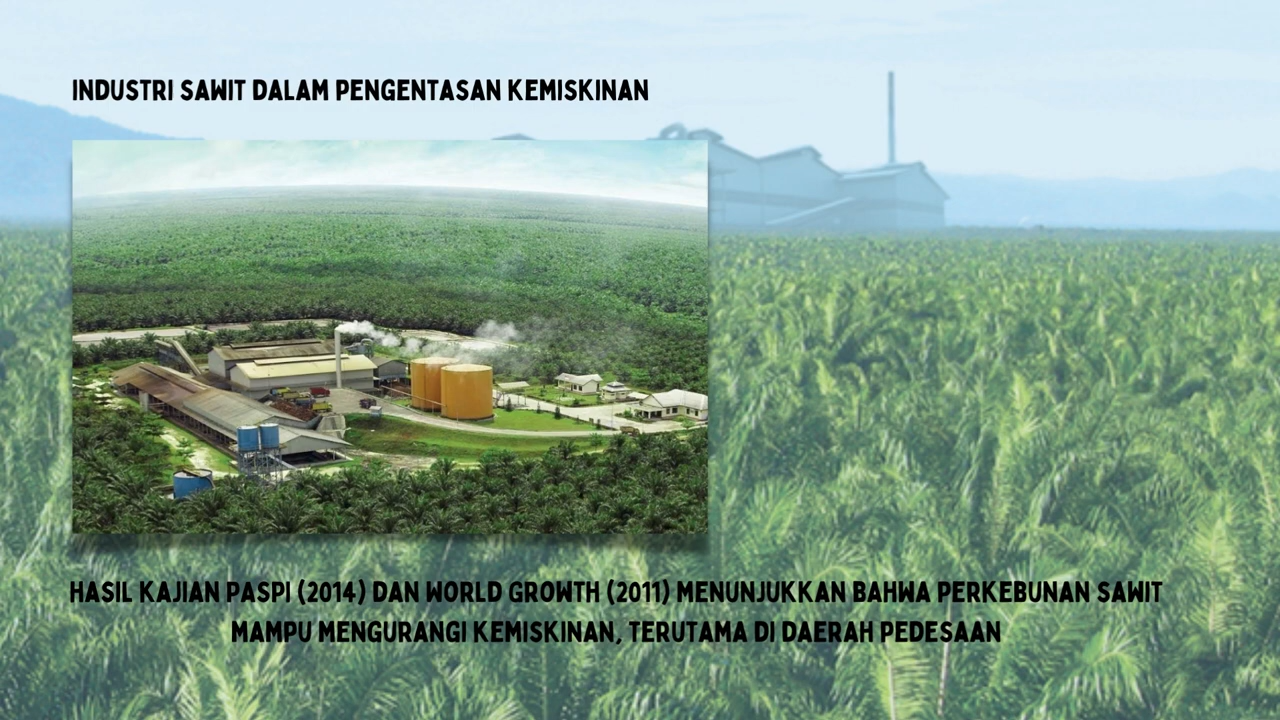 INDUSTRI SAWIT DALAM PENGENTASAN KEMISKINAN
HASIL KAJIAN PASPI (2014) DAN WORLD GROWTH (2011) MENUNJUKKAN BAHWA PERKEBUNAN SAWIT
MAMPU MENGURANGI KEMISKINAN, TERUTAMA DI DAERAH PEDESAAN